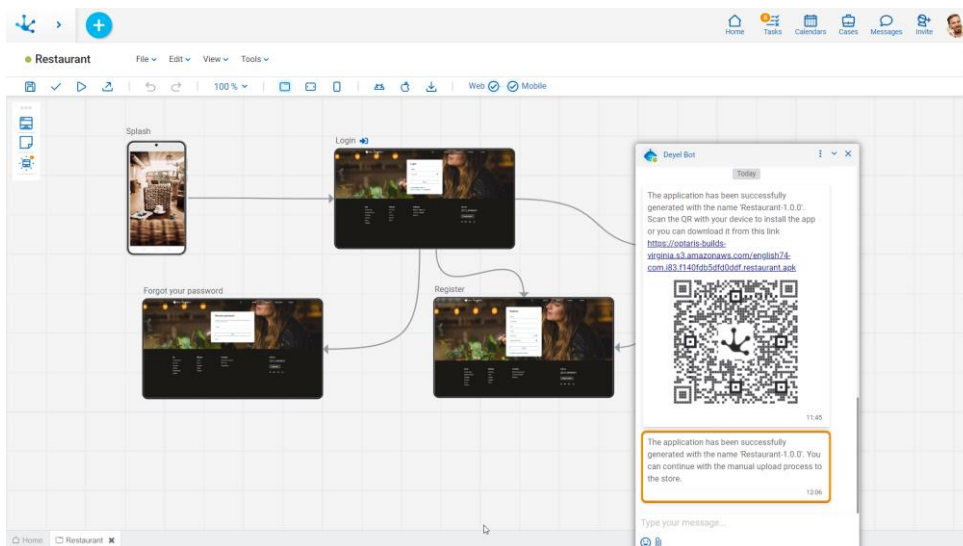 Home
6
Tasks
Calendars
Cases
Messages
Invite
Restaurant
File
Edit
View
Tools
100 %
Web
Mobile
Splash
Login
Forgot your password
Register
Deyel Bot
Today
The application has been successfully
generated with the name 'Restaurant-1.0.0'.
Scan the QR with your device to install the app
or you can download it from this link
https://optaris-builds-
virginia.s3.amazonaws.com/english74-
com.i83.f140fdb5dfd0ddf.restaurant.apk
11:45
The application has been successfully
generated with the name 'Restaurant-1.0.0'. You
can continue with the manual upload process to
the store.
12:06
Type your message...
Home
Restaurant